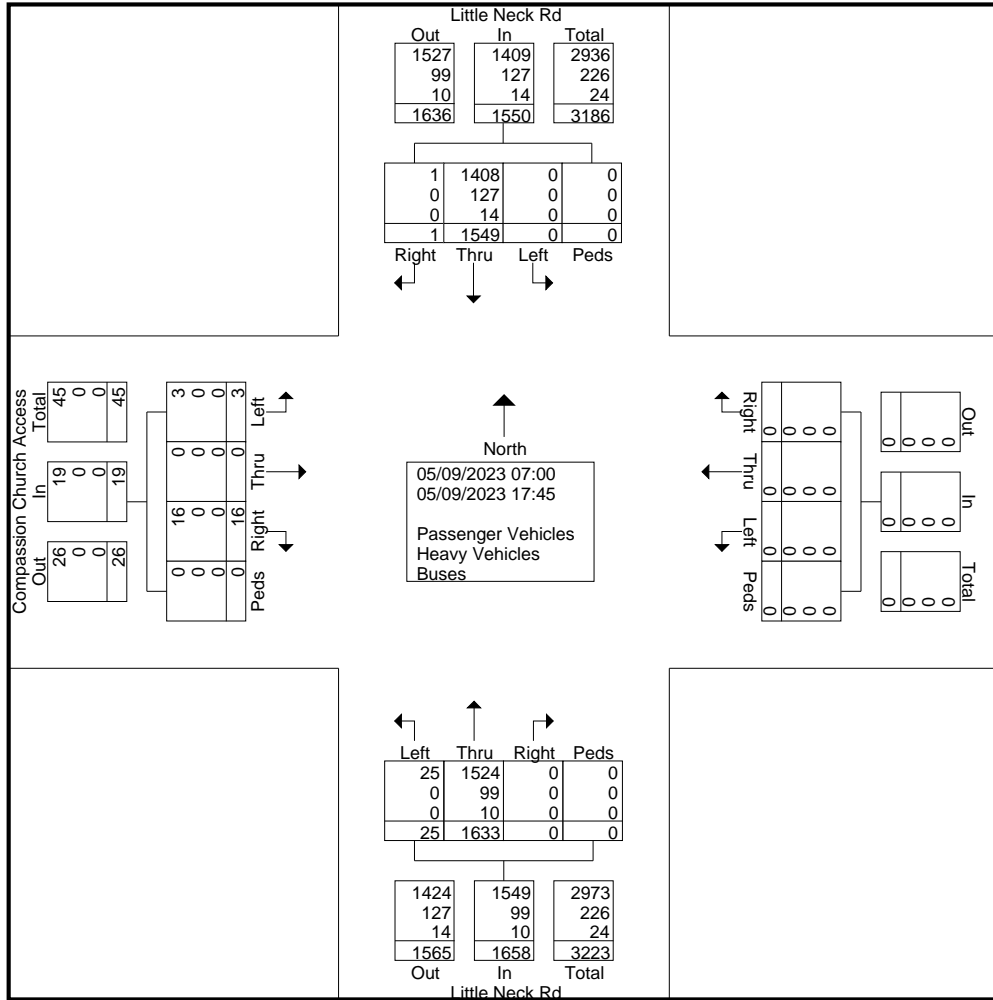 Little Neck Rd
Out In Total
1527 1409 2936
99 127 226
10 14 24
1636 1550 3186
1 1408 0 0
0 127 0 0
0 14 0 0
1 1549 0 0
Right Thru Left Peds
Compassion Church Access
Total
45 0 0 45
In
19 0 0 19
Out
26 0 0 26
3 0 0 3
Left
0 0 0 0
Thru
16 0 0 16
Right
0 0 0 0
Peds
North
05/09/2023 07:00
05/09/2023 17:45
Passenger Vehicles
Heavy Vehicles
Buses
Right
0 0 0 0
Thru
0 0 0 0
Left
0 0 0 0
Peds
0 0 0 0
Out
0 0 0 0
In
0 0 0 0
Total
0 0 0 0
Left Thru Right Peds
25 1524 0 0
0 99 0 0
0 10 0 0
25 1633 0 0
1424 1549 2973
127 99 226
14 10 24
1565 1658 3223
Out In Total
Little Neck Rd